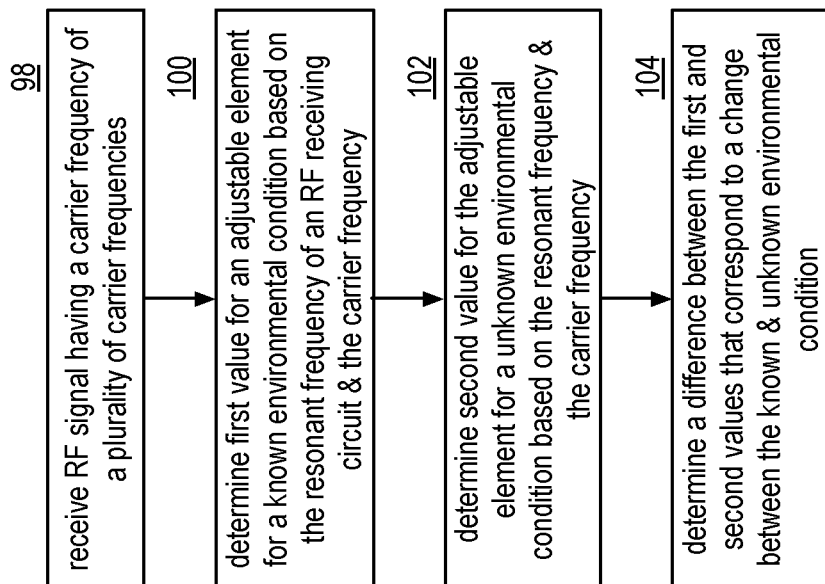 98
receive RF signal having a carrier frequency of
a plurality of carrier frequencies
100
determine first value for an adjustable element
for a known environmental condition based on
the resonant frequency of an RF receiving
circuit & the carrier frequency
102
determine second value for the adjustable
element for a unknown environmental
condition based on the resonant frequency &
the carrier frequency
104
determine a difference between the first and
second values that correspond to a change
between the known & unknown environmental
condition